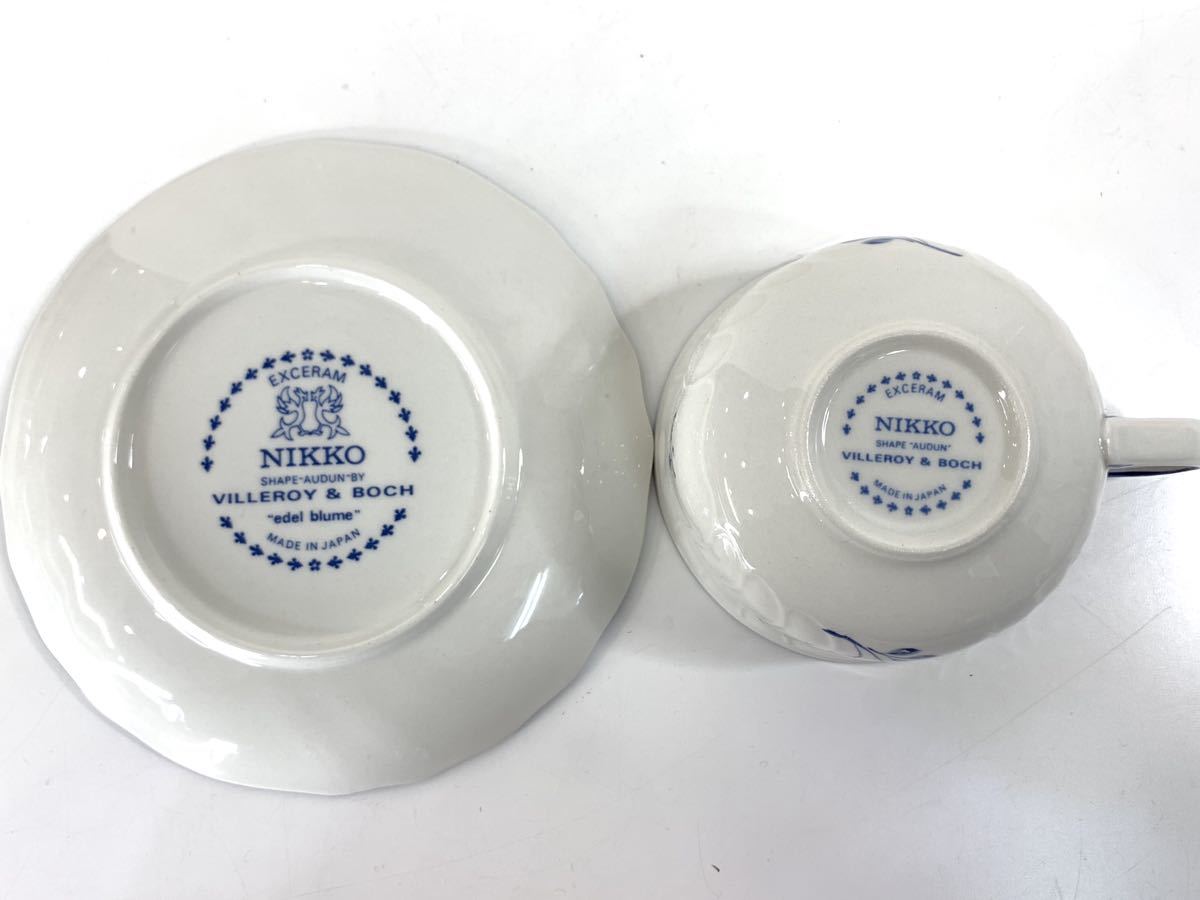 EXCERAM
NIKKO
SHAPE "AUDUN" BY
VILLEROY & BOCH
"edel blume"
MADE IN JAPAN
EXCERAM
NIKKO
SHAPE "AUDUN"
VILLEROY & BOCH
MADE IN JAPAN